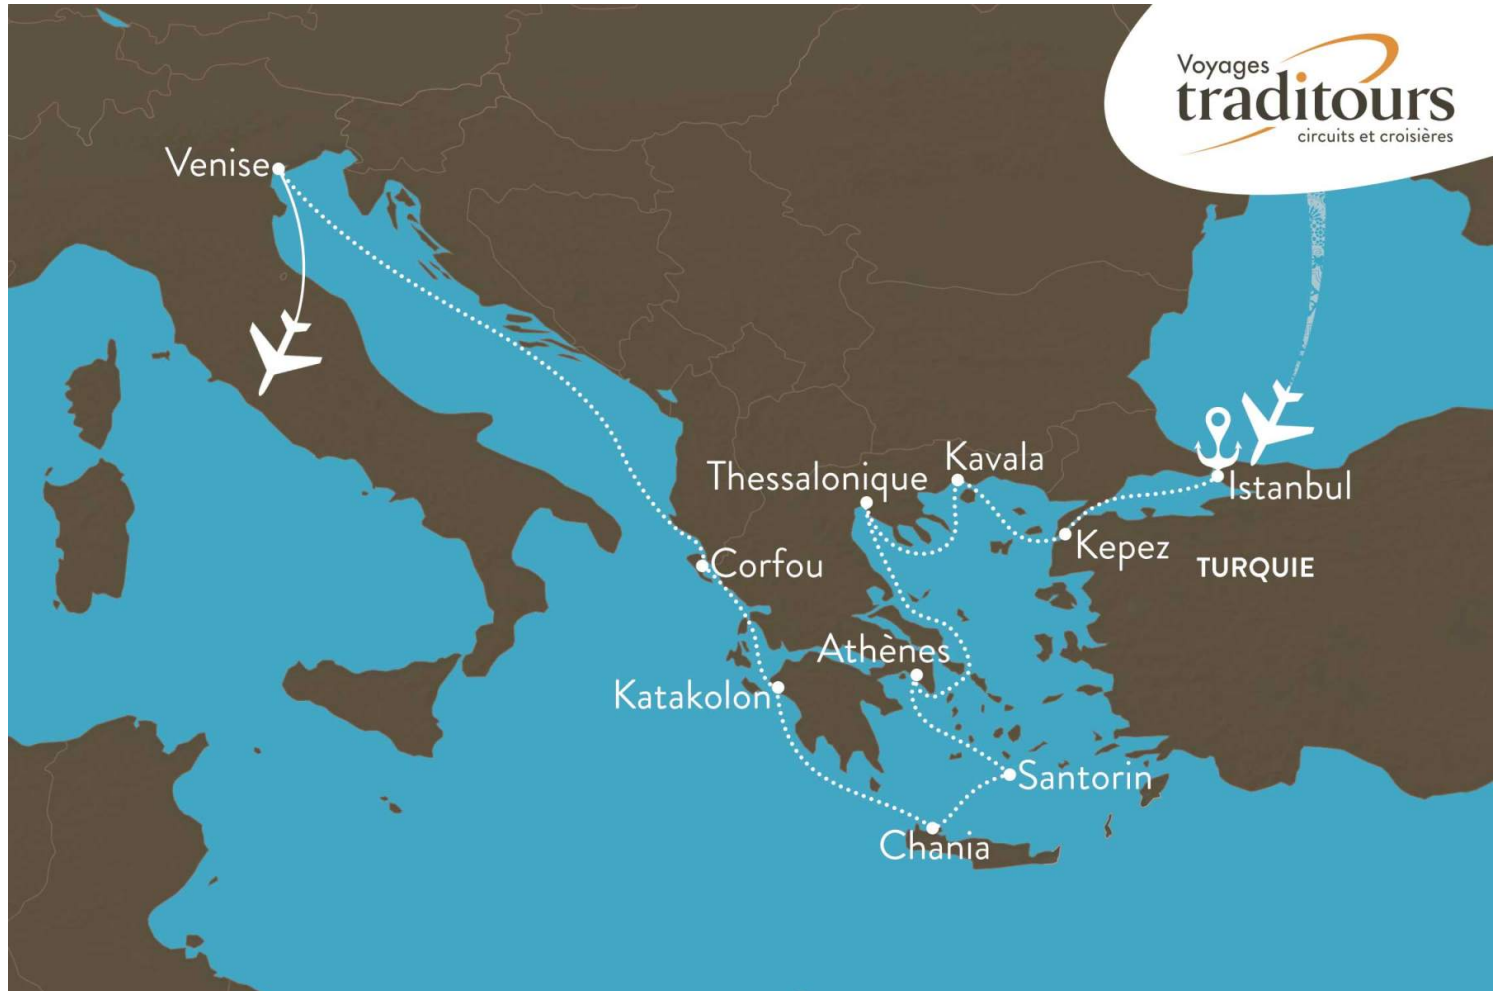 Voyages
traditours
circuits et croisières
Venise
Kavala
Thessalonique
Istanbul
Kepez
Corfou
TURQUIE
Athènes
Katakolon
Santorin
Chania